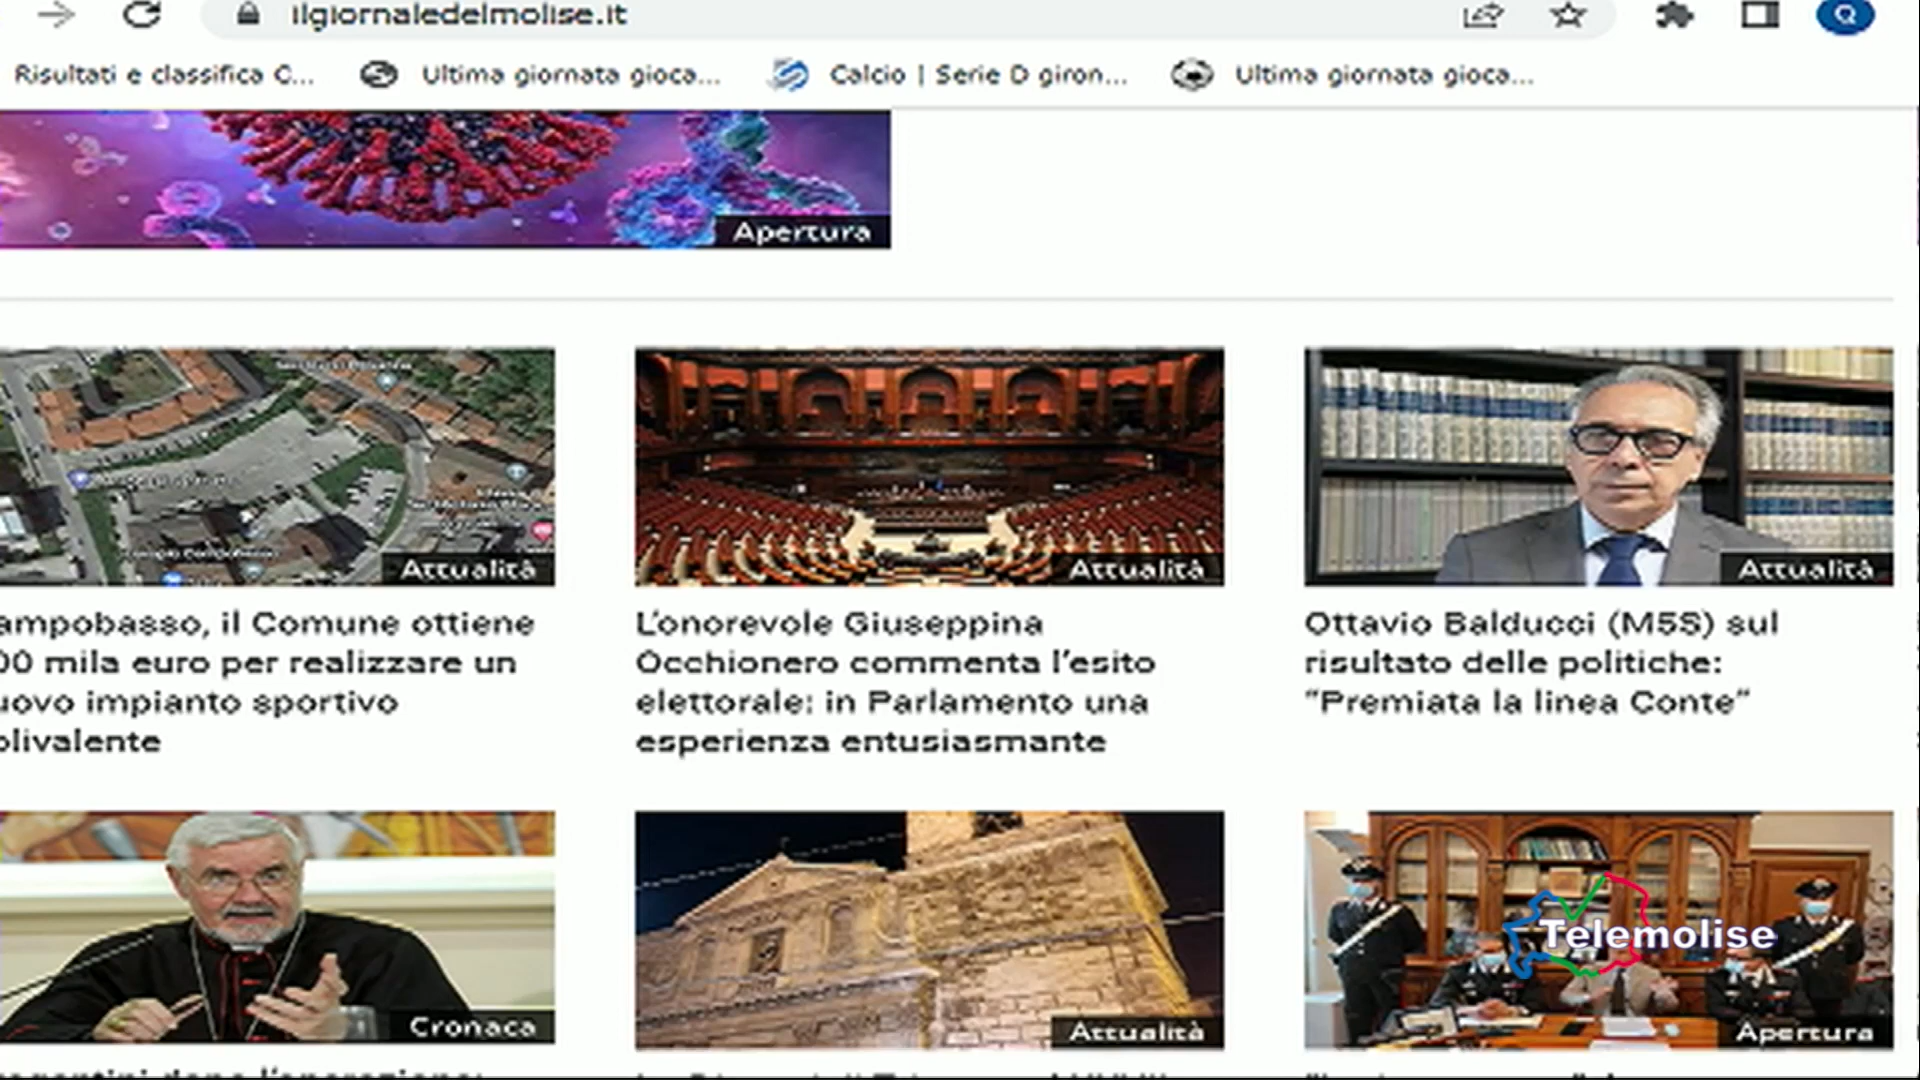 ilgiornaledelmolise.it
Risultati e classifica C...
Ultima giornata gioca...
Calcio | Serie D giron...
Ultima giornata gioca...
Q
Apertura
Attualità
Attualità
Attualità
ampobasso, il Comune ottiene
00 mila euro per realizzare un
uovo impianto sportivo
olivalente
L'onorevole Giuseppina
Occhionero commenta l'esito
elettorale: in Parlamento una
esperienza entusiasmante
Ottavio Balducci (M5S) sul
risultato delle politiche:
"Premiata la linea Conte"
Telemolise
Cronaca
Attualità
Apertura